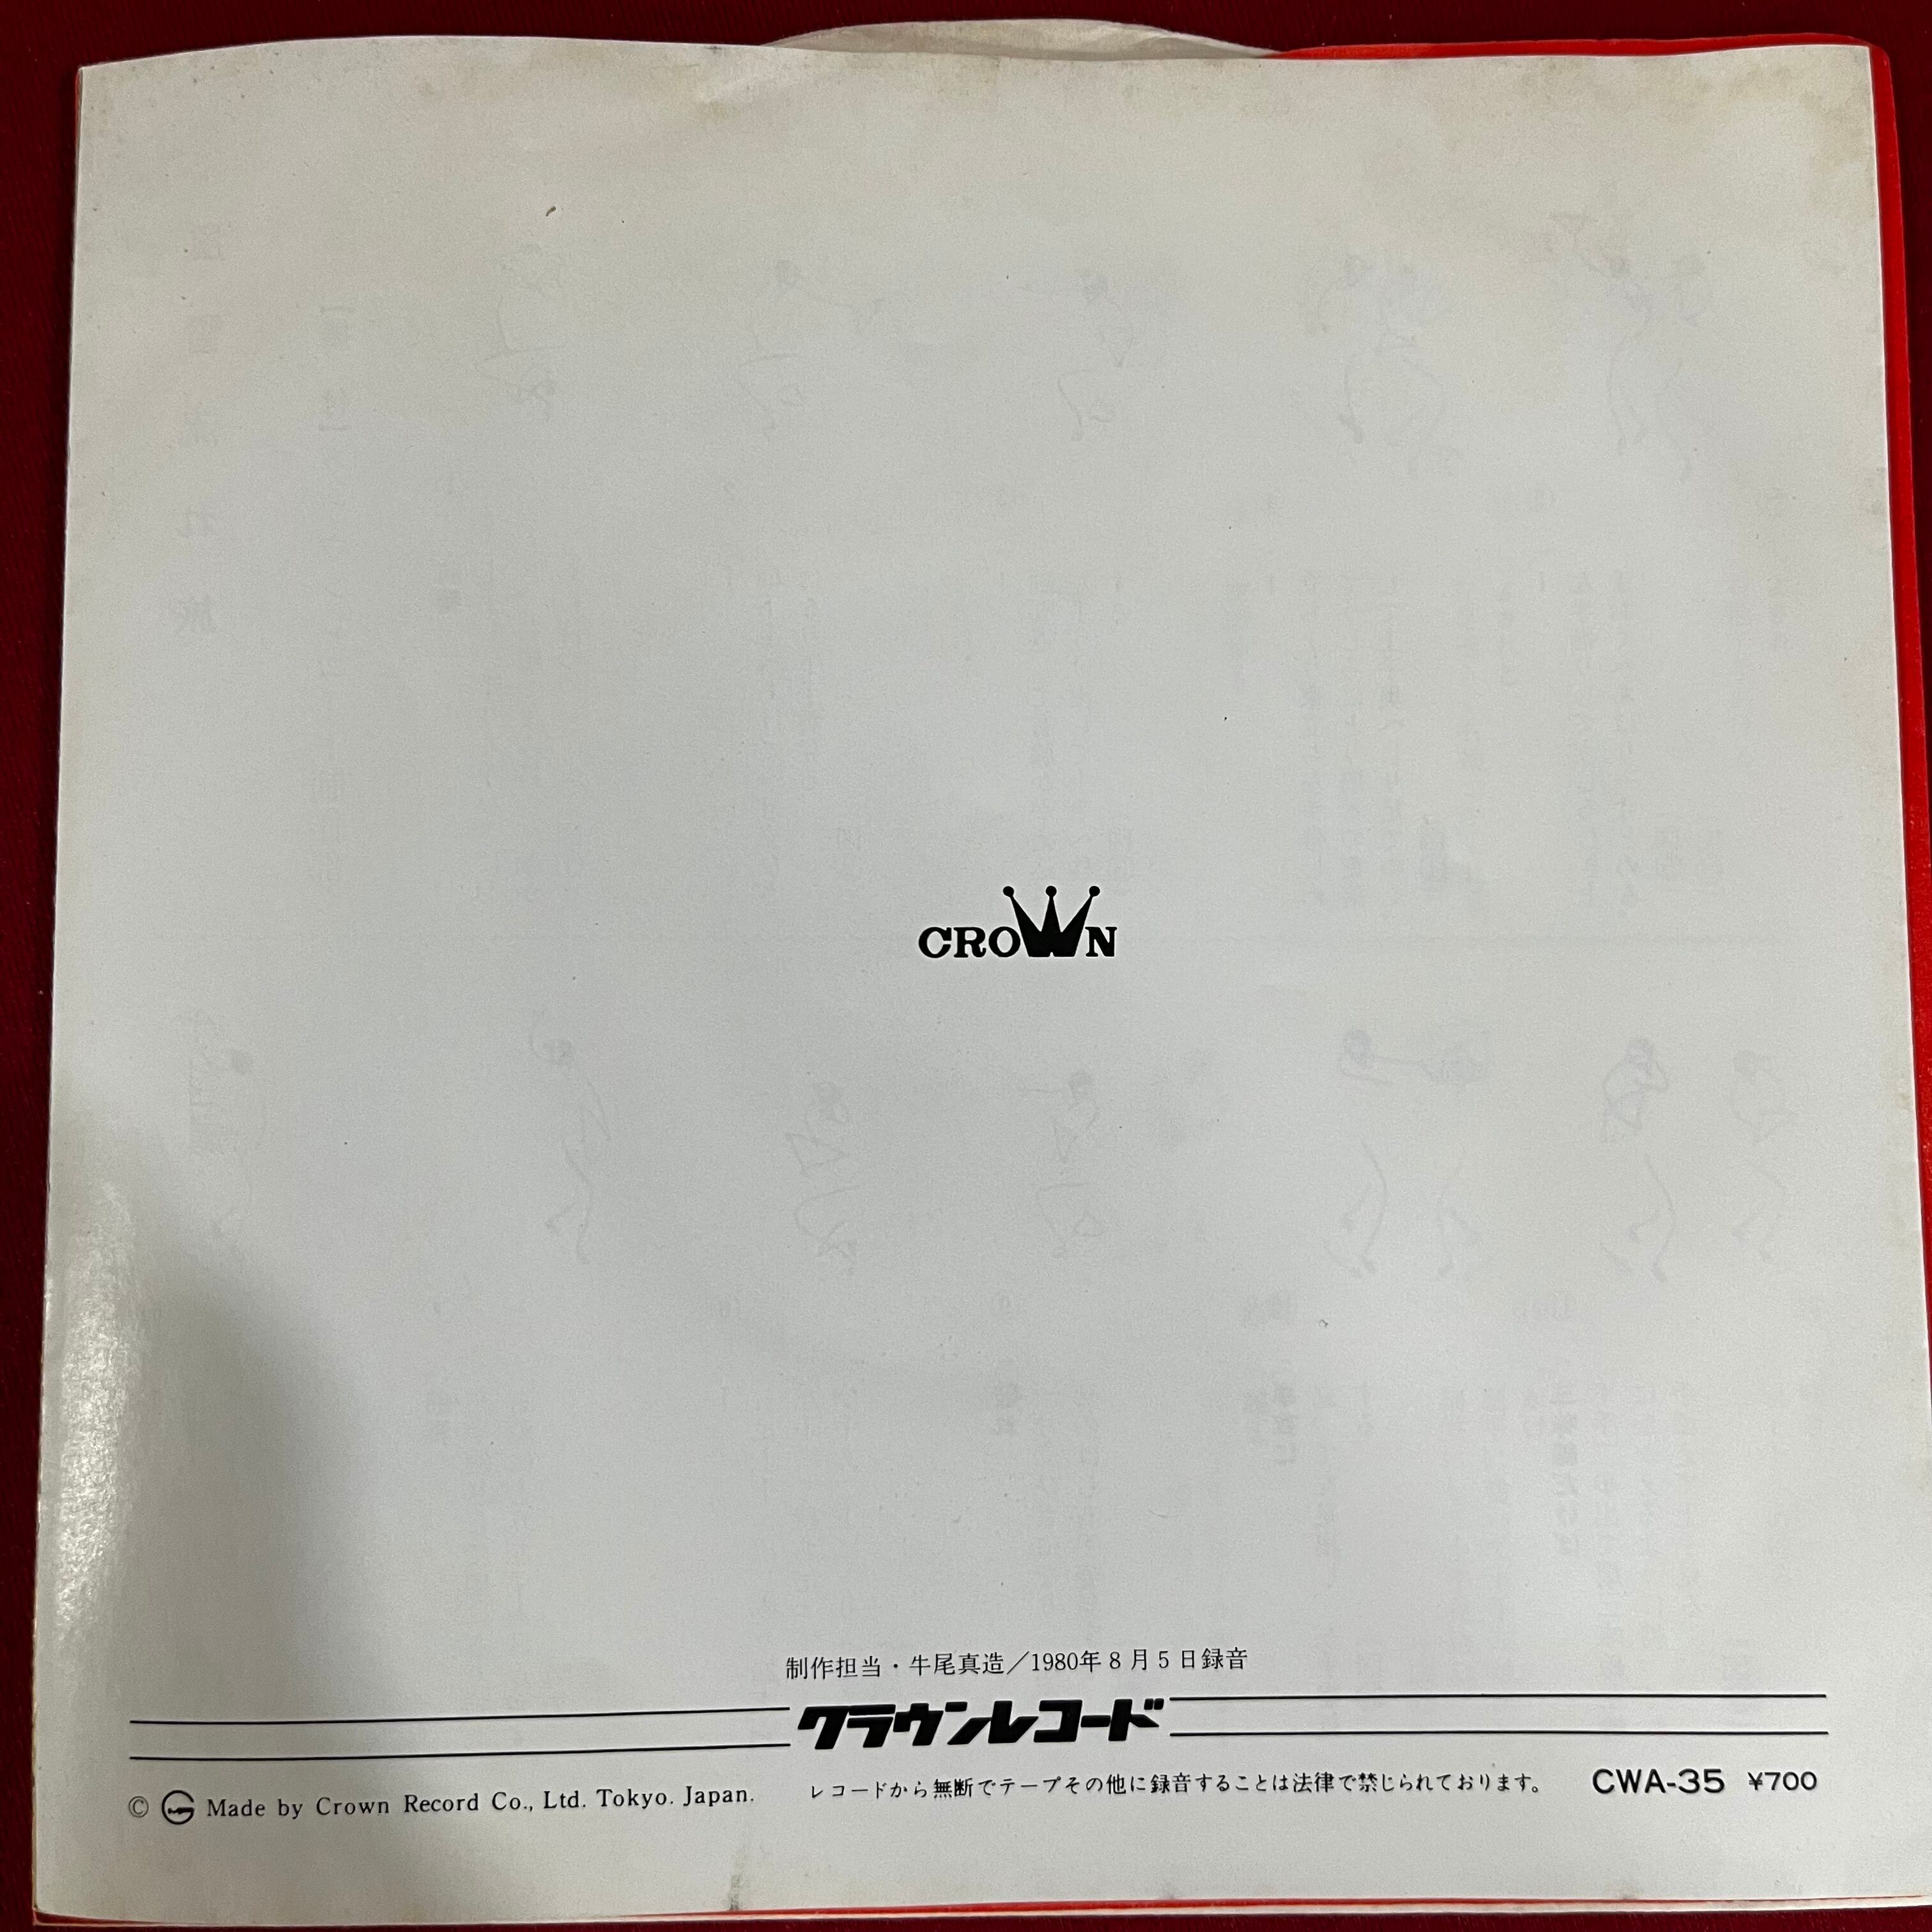 CROWN
制作担当・牛尾真造／1980年8月5日録音
クラウンレコード
© Made by Crown Record Co., Ltd. Tokyo. Japan.
レコードから無断でテープその他に録音することは法律で禁じられております。
CWA-35 ¥700